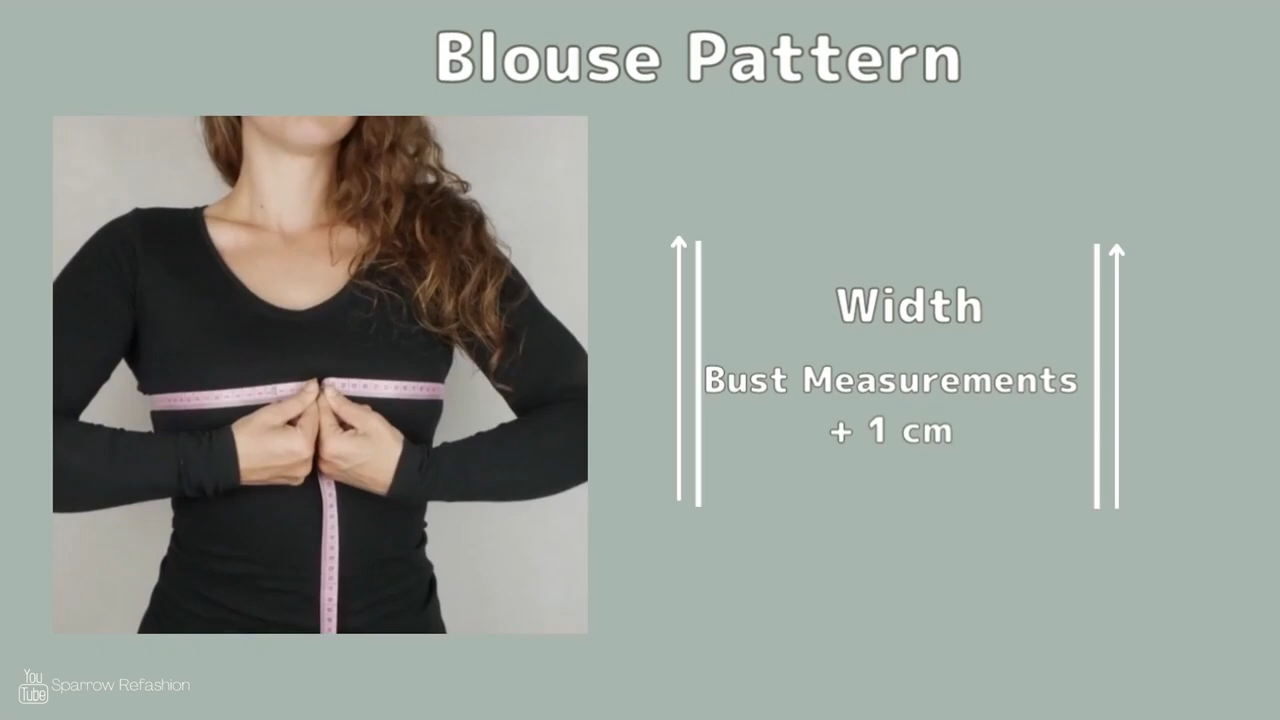 Blouse Pattern
Width
Bust Measurements
+ 1 cm
You
Tube
Sparrow Refashion